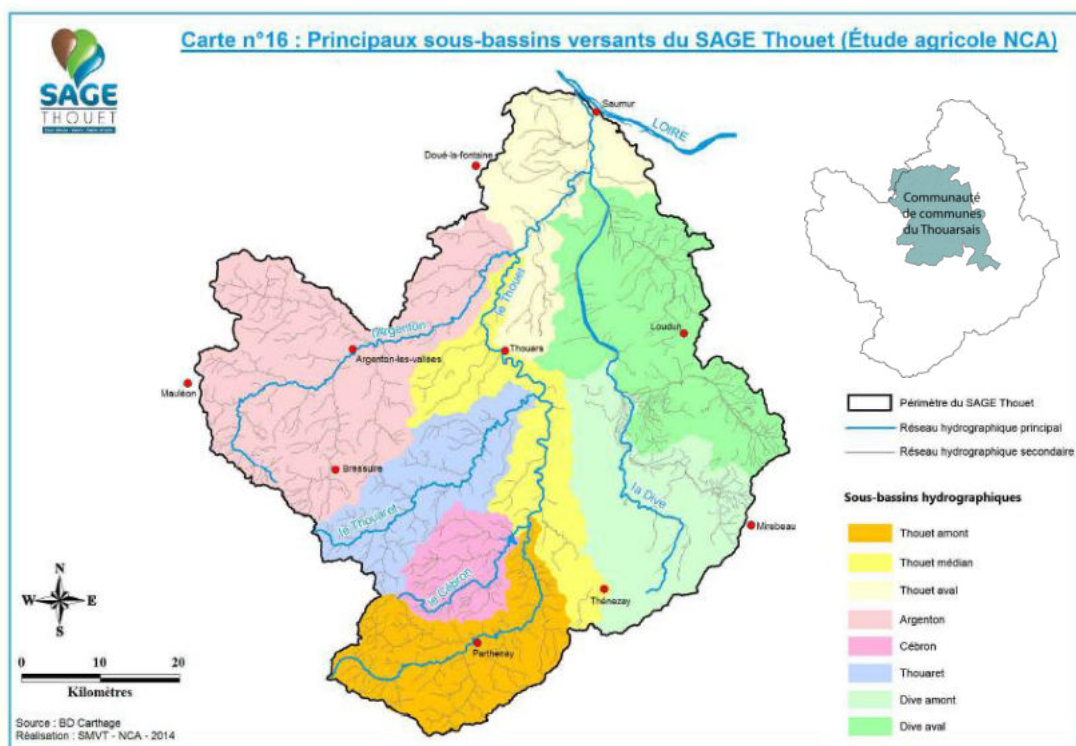 Carte n°16 : Principaux sous-bassins versants du SAGE Thouet (Étude agricole NCA)
SAGE
THOUET
Saumur
LOIRE
Doué-la-fontaine
Communauté
de communes
du Thouarsais
le Thouet
Loudun
l'Argenton
Thouars
Argenton-les-vallées
Mauléon
Périmètre du SAGE Thouet
Réseau hydrographique principal
Réseau hydrographique secondaire
Bressuire
Sous-bassins hydrographiques
la Dive
le Thouaret
Mirebeau
Thouet amont
Thouet médian
Thouet aval
Argenton
Cébron
Thouaret
Dive amont
Dive aval
le Cébron
Thénezay
Parthenay
N
W E
S
0 10 20
Kilomètres
Source : BD Carthage
Réalisation : SMVT - NCA - 2014